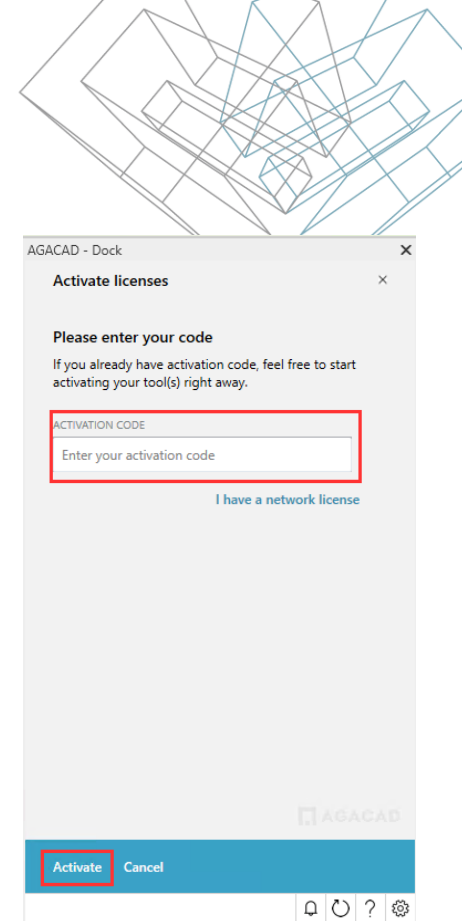 AGACAD - Dock
Activate licenses
Please enter your code
If you already have activation code, feel free to start
activating your tool(s) right away.
ACTIVATION CODE
Enter your activation code
I have a network license
AGACAD
Activate Cancel